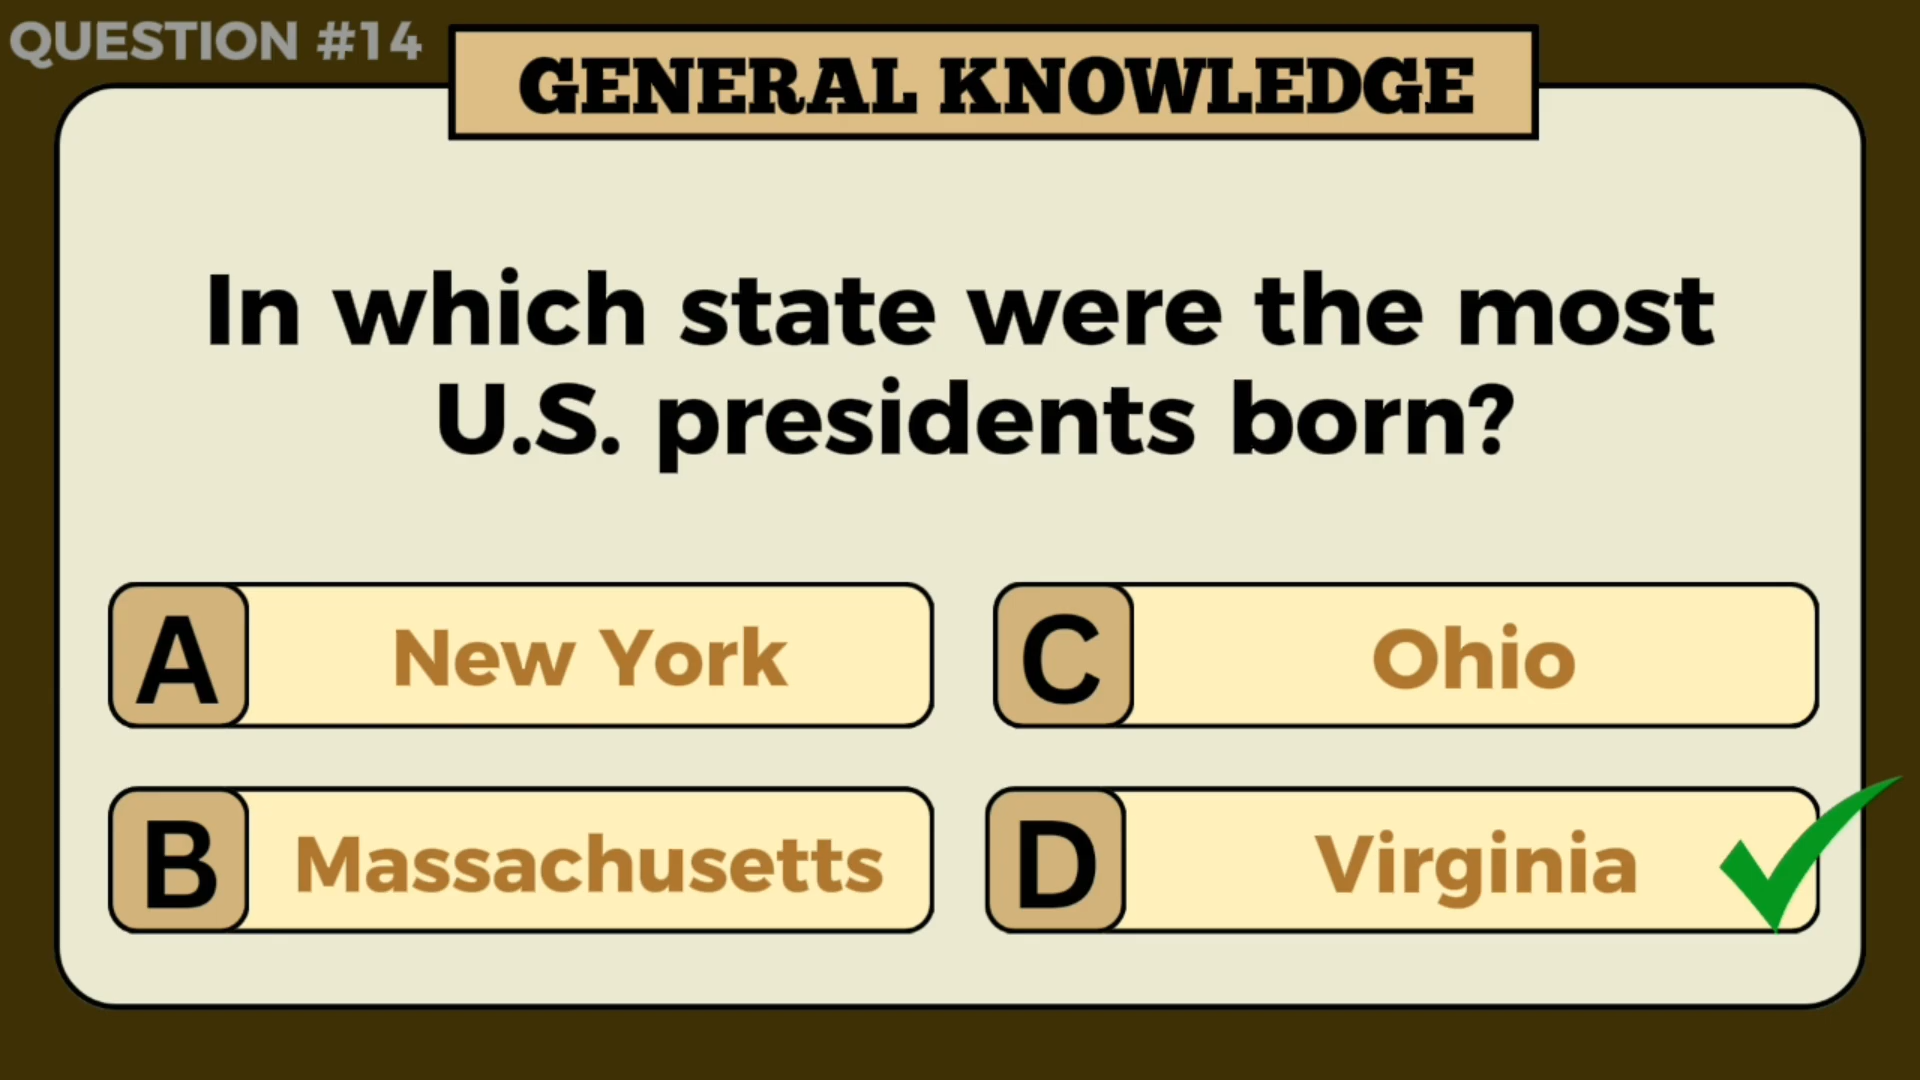 QUESTION #14
GENERAL KNOWLEDGE
In which state were the most
U.S. presidents born?
A New York
B Massachusetts
C Ohio
D Virginia